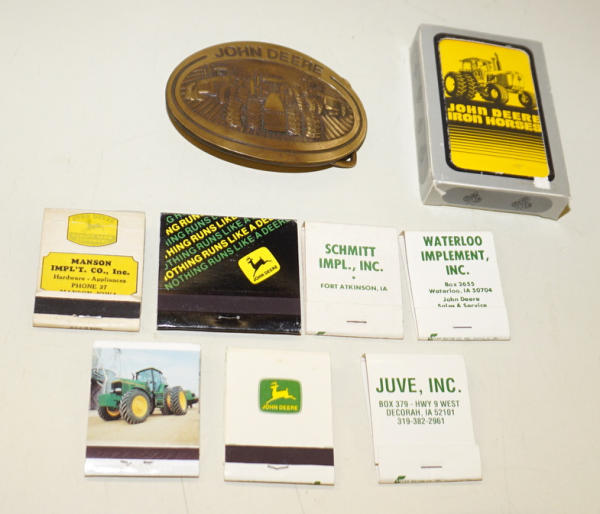 JOHN DEERE
JOHN DEERE
IRON HORSES
MANSON
IMPL'T. CO., Inc.
Hardware - Appliances
PHONE 37
MANSON, IOWA
NOTHING RUNS LIKE A DEERE
NOTHING RUNS LIKE A DEERE
NOTHING RUNS LIKE A DEERE
JOHN DEERE
SCHMITT
IMPL., INC.
FORT ATKINSON, IA
WATERLOO
IMPLEMENT,
INC.
Box 2655
Waterloo, IA 50704
John Deere
Sales & Service
JOHN DEERE
JUVE, INC.
BOX 379 - HWY 9 WEST
DECORAH, IA 52101
319-382-2961